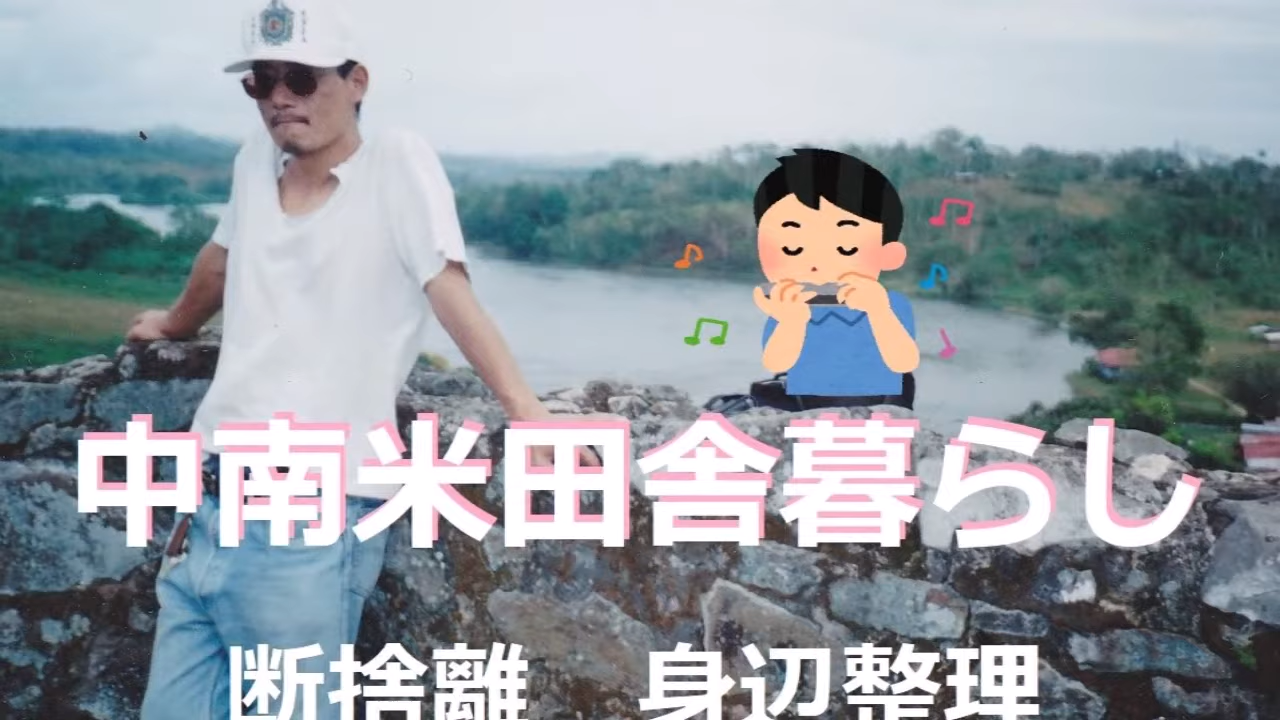 中南米田舎暮らし
断捨離　身辺整理